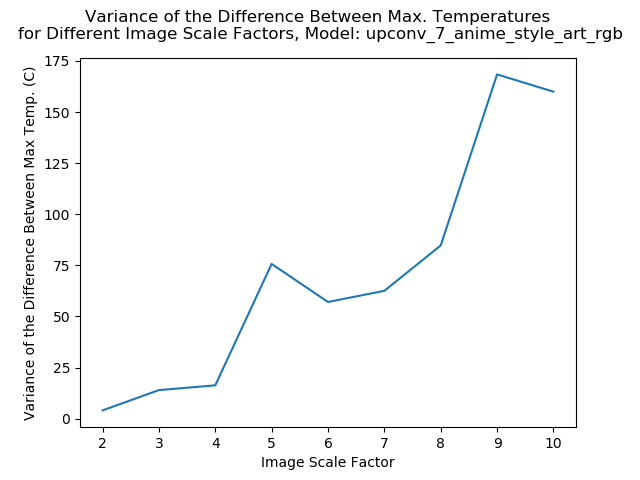 Variance of the Difference Between Max. Temperatures
for Different Image Scale Factors, Model: upconv_7_anime_style_art_rgb
175
150
125
100
75
50
25
0
Variance of the Difference Between Max Temp. (C)
2 3 4 5 6 7 8 9 10
Image Scale Factor